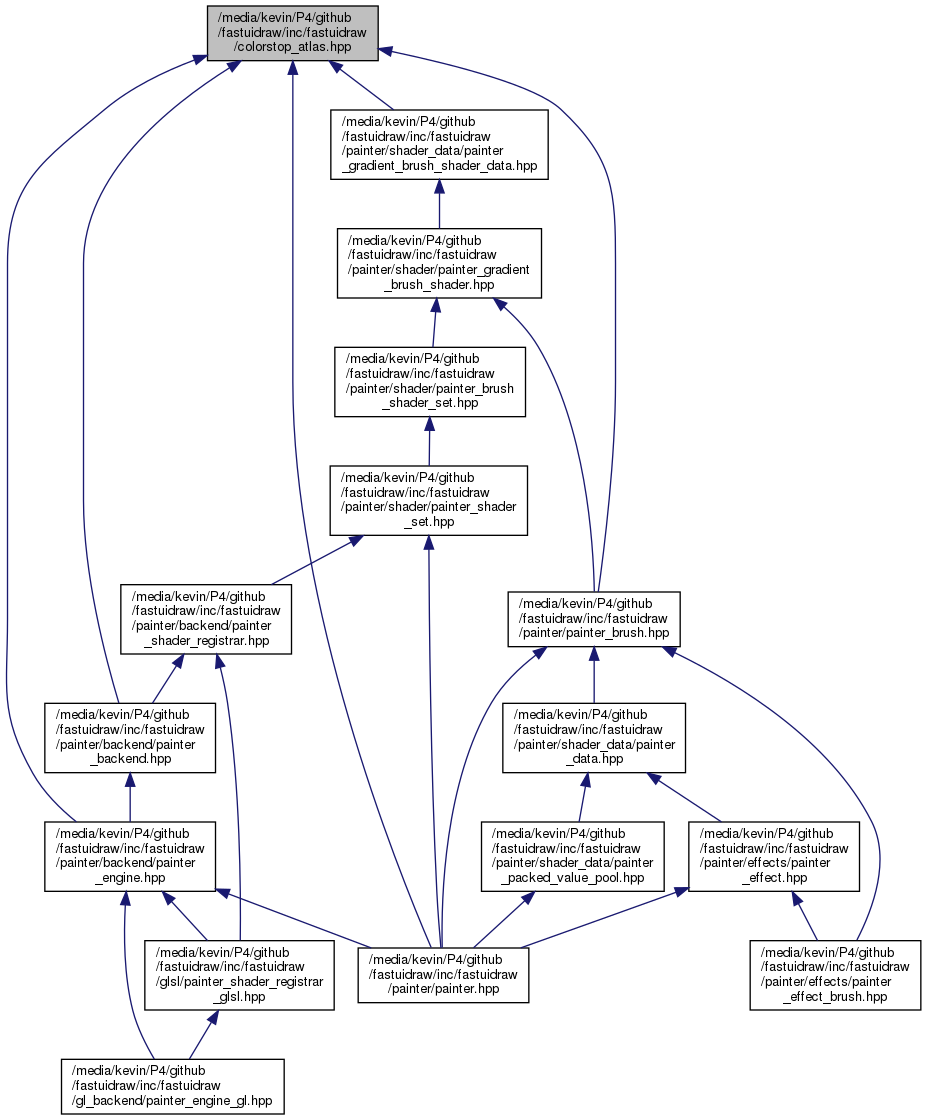 /media/kevin/P4/github
/fastuidraw/inc/fastuidraw
/colorstop_atlas.hpp
/media/kevin/P4/github
/fastuidraw/inc/fastuidraw
/painter/shader_data/painter
_gradient_brush_shader_data.hpp
/media/kevin/P4/github
/fastuidraw/inc/fastuidraw
/painter/shader/painter_gradient
_brush_shader.hpp
/media/kevin/P4/github
/fastuidraw/inc/fastuidraw
/painter/shader/painter_brush
_shader_set.hpp
/media/kevin/P4/github
/fastuidraw/inc/fastuidraw
/painter/shader/painter_shader
_set.hpp
/media/kevin/P4/github
/fastuidraw/inc/fastuidraw
/painter/backend/painter
_shader_registrar.hpp
/media/kevin/P4/github
/fastuidraw/inc/fastuidraw
/painter/painter_brush.hpp
/media/kevin/P4/github
/fastuidraw/inc/fastuidraw
/painter/backend/painter
_backend.hpp
/media/kevin/P4/github
/fastuidraw/inc/fastuidraw
/painter/shader_data/painter
_data.hpp
/media/kevin/P4/github
/fastuidraw/inc/fastuidraw
/painter/backend/painter
_engine.hpp
/media/kevin/P4/github
/fastuidraw/inc/fastuidraw
/painter/shader_data/painter
_packed_value_pool.hpp
/media/kevin/P4/github
/fastuidraw/inc/fastuidraw
/painter/effects/painter
_effect.hpp
/media/kevin/P4/github
/fastuidraw/inc/fastuidraw
/glsl/painter_shader_registrar
_glsl.hpp
/media/kevin/P4/github
/fastuidraw/inc/fastuidraw
/painter/painter.hpp
/media/kevin/P4/github
/fastuidraw/inc/fastuidraw
/painter/effects/painter
_effect_brush.hpp
/media/kevin/P4/github
/fastuidraw/inc/fastuidraw
/gl_backend/painter_engine_gl.hpp